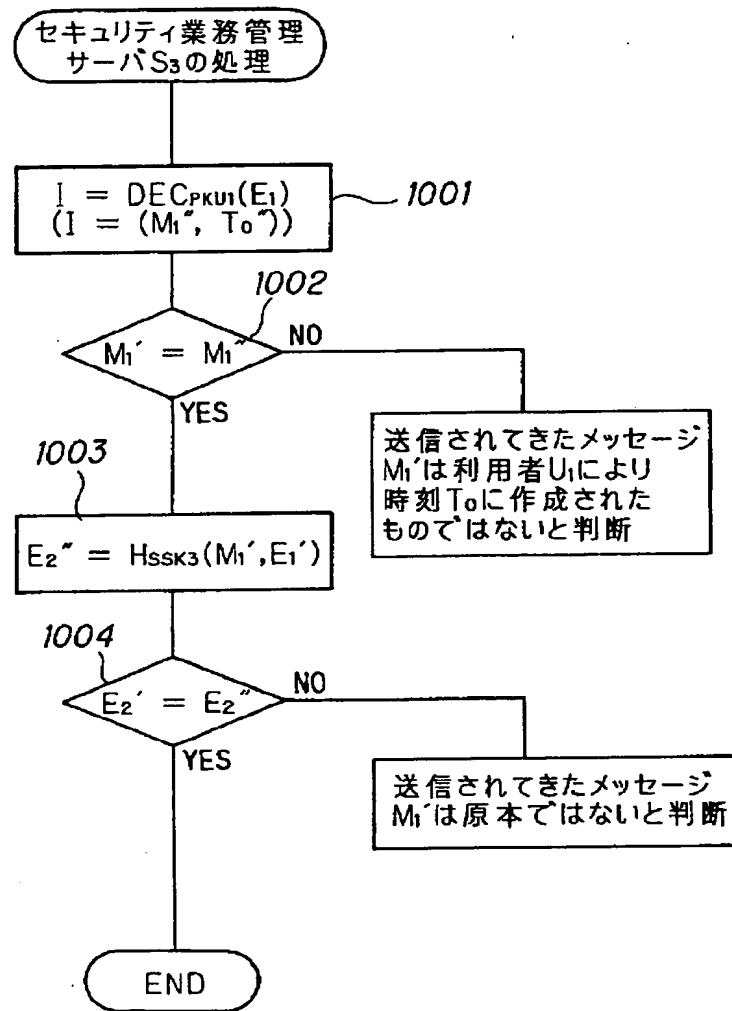 セキュリティ業務管理
サーバS₃の処理
I = DECPKU1(E₁)
(I = (M₁″, T₀″))
1001
1002
M₁′ = M₁″
NO
YES
送信されてきたメッセージ
M₁′は利用者U₁により
時刻T₀に作成された
ものではないと判断
1003
E₂″ = HSSK3(M₁′,E₁′)
1004
E₂′ = E₂″
NO
YES
送信されてきたメッセージ
M₁′は原本ではないと判断
END